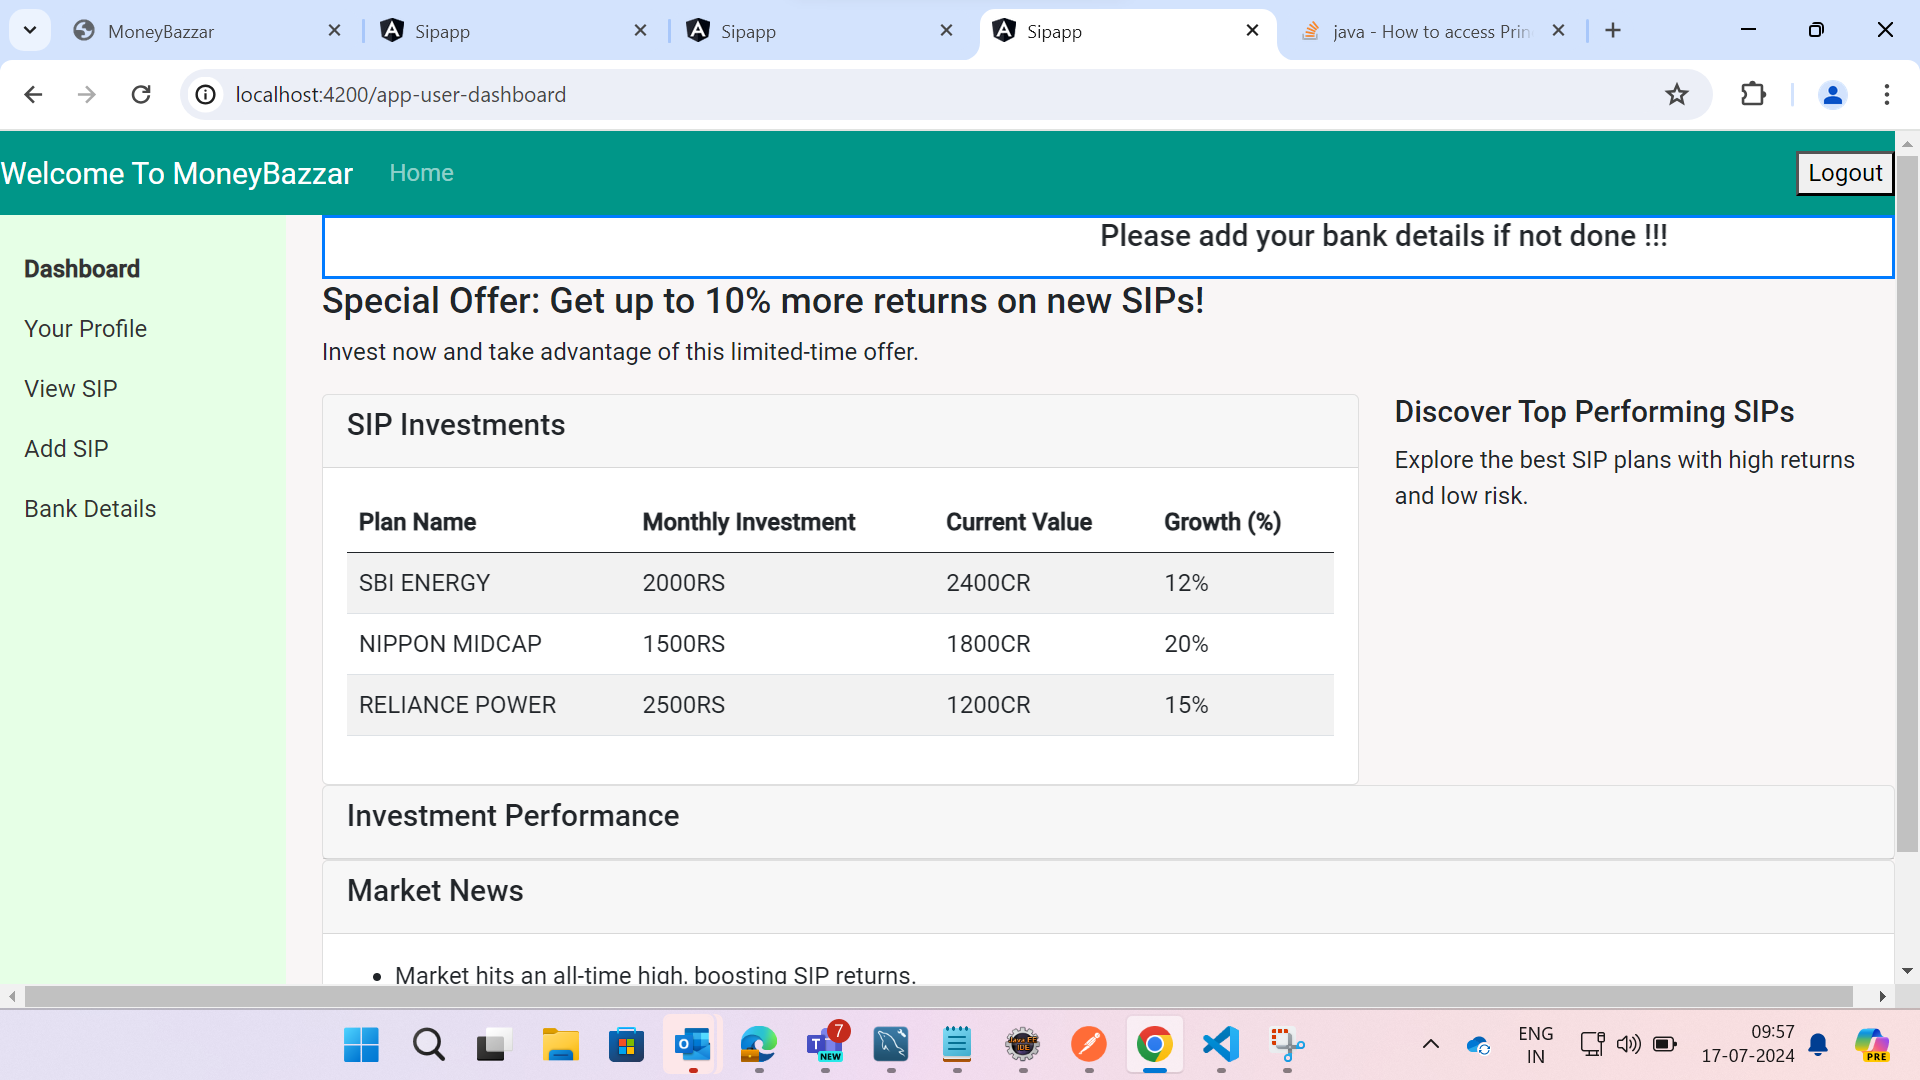 MoneyBazzar
Sipapp
Sipapp
Sipapp
java - How to access Prin
localhost:4200/app-user-dashboard
Welcome To MoneyBazzar
Home
Logout
Please add your bank details if not done !!!
Dashboard
Your Profile
View SIP
Add SIP
Bank Details
Special Offer: Get up to 10% more returns on new SIPs!
Invest now and take advantage of this limited-time offer.
SIP Investments
Plan Name Monthly Investment Current Value Growth (%)
SBI ENERGY 2000RS 2400CR 12%
NIPPON MIDCAP 1500RS 1800CR 20%
RELIANCE POWER 2500RS 1200CR 15%
Discover Top Performing SIPs
Explore the best SIP plans with high returns
and low risk.
Investment Performance
Market News
Market hits an all-time high, boosting SIP returns.
7
NEW
Java EE
IDE
ENG
IN
09:57
17-07-2024
PRE